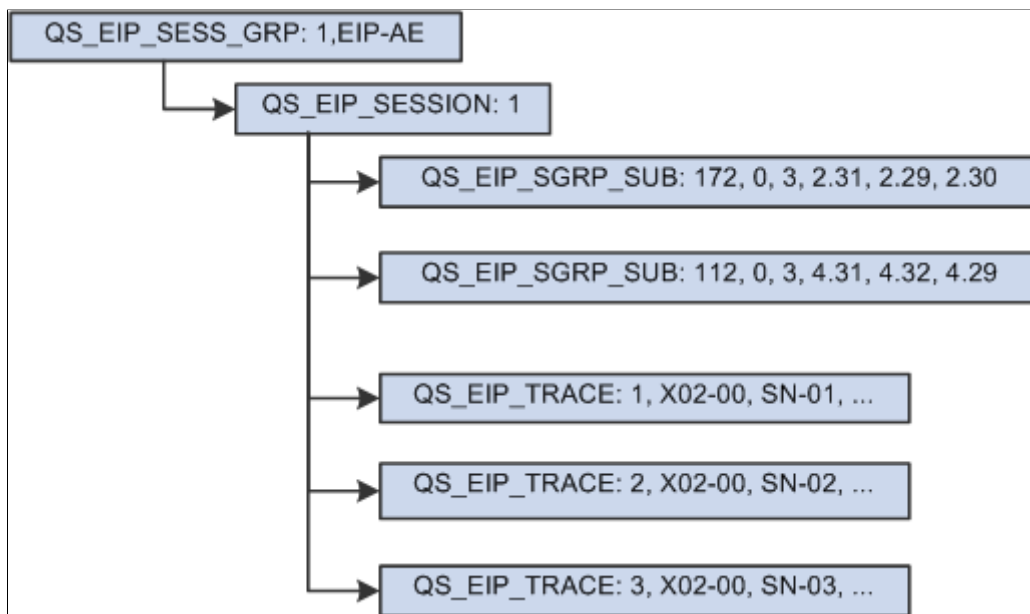 QS_EIP_SESS_GRP: 1,EIP-AE
QS_EIP_SESSION: 1
QS_EIP_SGRP_SUB: 172, 0, 3, 2.31, 2.29, 2.30
QS_EIP_SGRP_SUB: 112, 0, 3, 4.31, 4.32, 4.29
QS_EIP_TRACE: 1, X02-00, SN-01, ...
QS_EIP_TRACE: 2, X02-00, SN-02, ...
QS_EIP_TRACE: 3, X02-00, SN-03, ...